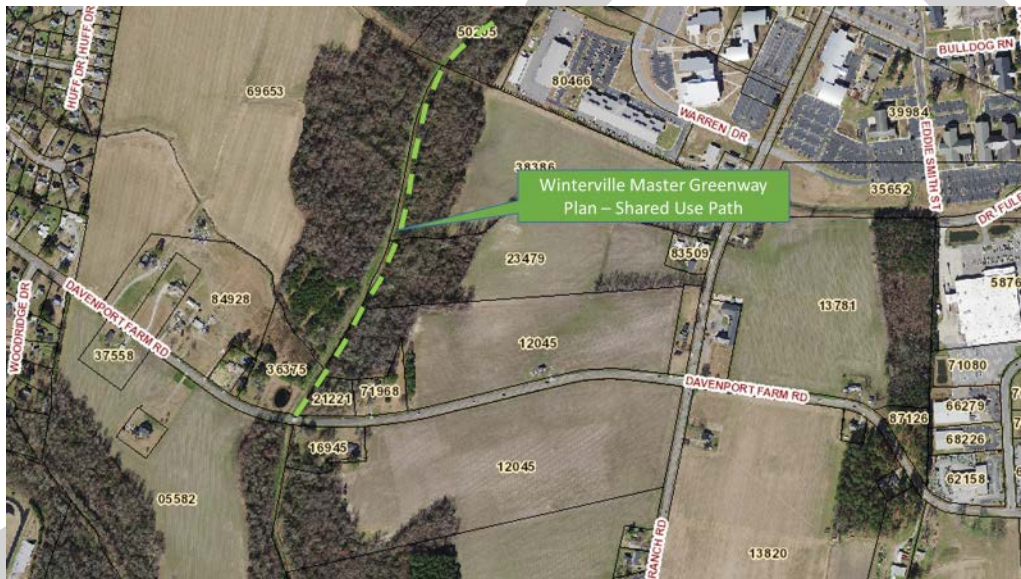 HUFF DR
HUFF DR
50205
BULLDOG RN
80466
69653
39984
WARREN DR
EDDIE SMITH ST
38386
35652
Winterville Master Greenway
Plan – Shared Use Path
DR. FULF
23479
83509
5876
WOODRIDGE DR
DAVENPORT FARM RD
84928
13781
12045
37558
36375
71080
21221
71968
DAVENPORT FARM RD
66279
87126
68226
16945
12045
62158
05582
RANCH RD
13820